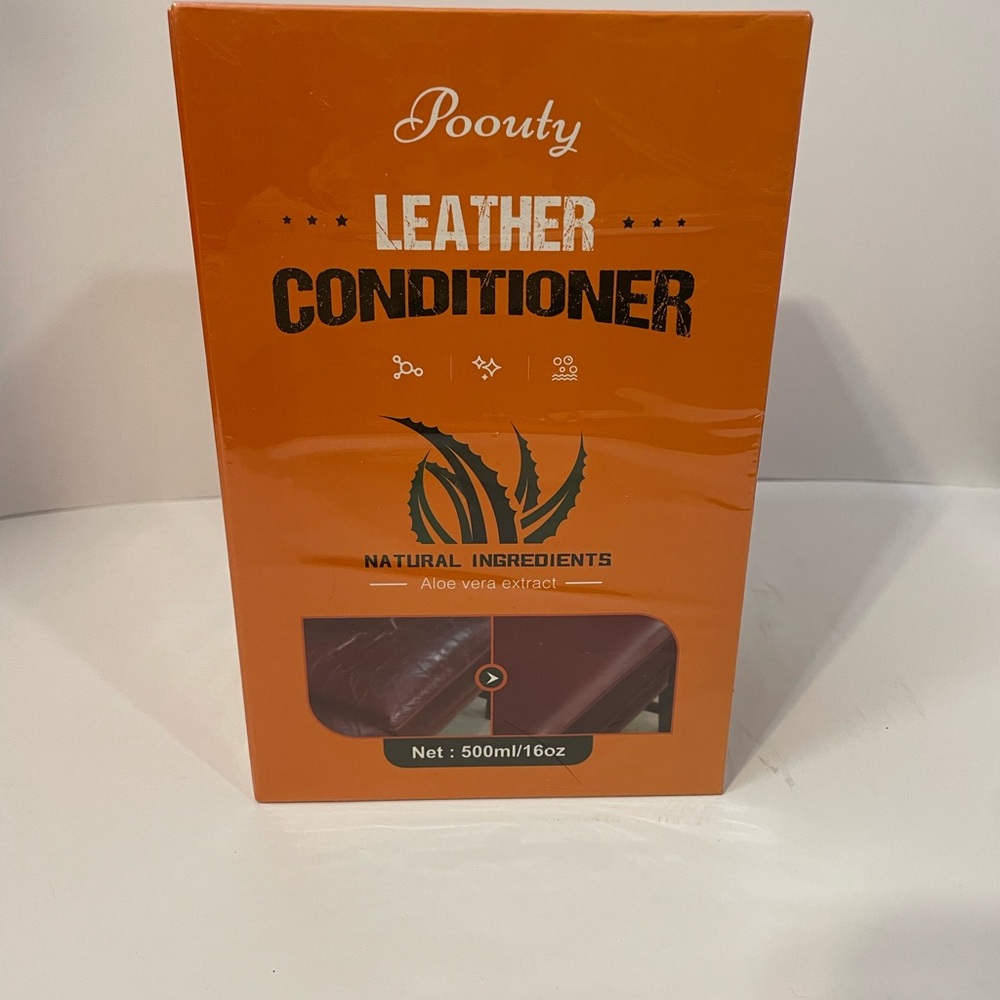 Poouty
LEATHER
CONDITIONER
NATURAL INGREDIENTS
Aloe vera extract
Net : 500ml/16oz